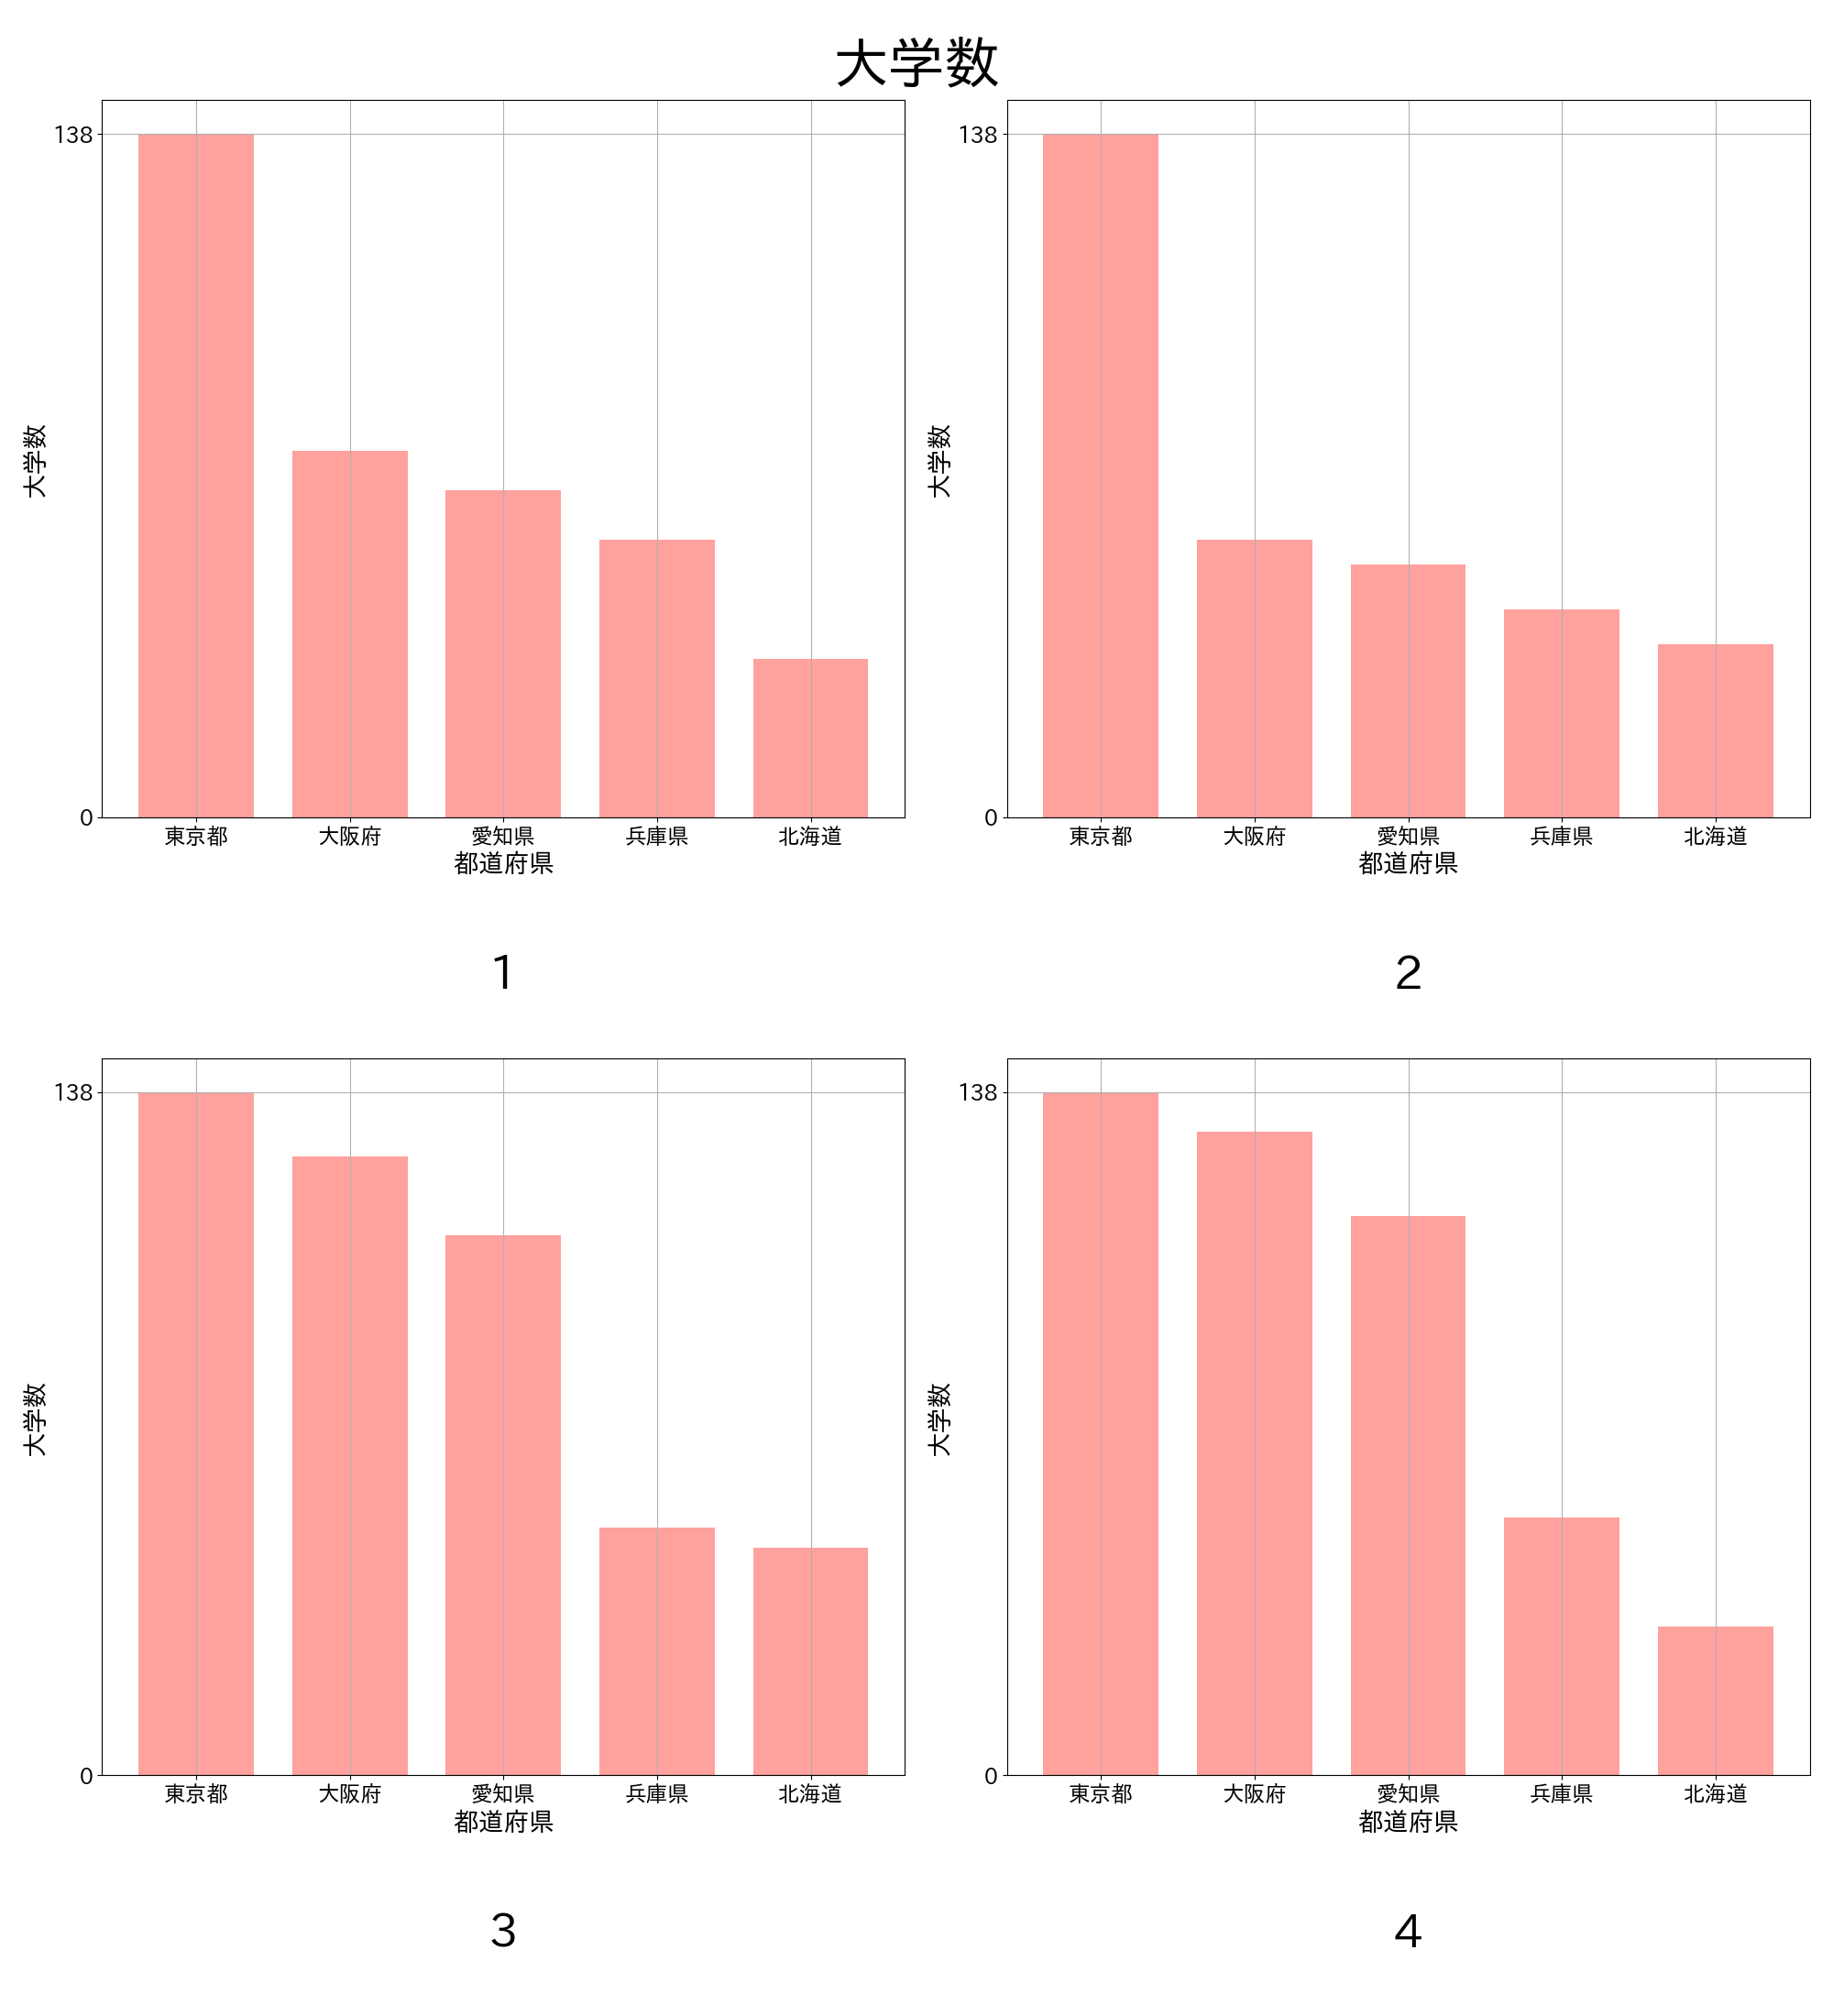 大学数
138
0
大学数
東京都 大阪府 愛知県 兵庫県 北海道
都道府県
1
138
0
大学数
東京都 大阪府 愛知県 兵庫県 北海道
都道府県
2
138
0
大学数
東京都 大阪府 愛知県 兵庫県 北海道
都道府県
3
138
0
大学数
東京都 大阪府 愛知県 兵庫県 北海道
都道府県
4